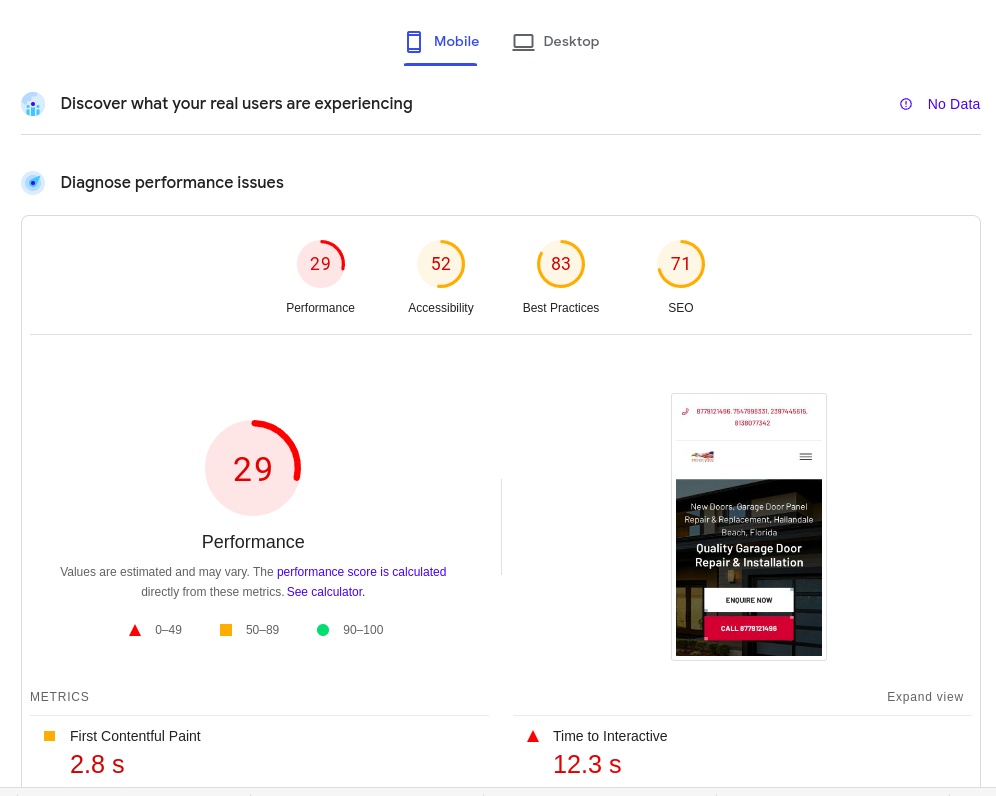 Mobile
Desktop
Discover what your real users are experiencing
No Data
Diagnose performance issues
29
52
83
71
Performance
Accessibility
Best Practices
SEO
29
Performance
Values are estimated and may vary. The performance score is calculated
directly from these metrics. See calculator.
0–49
50–89
90–100
8779121496, 7547998331, 2397445615,
8138077342
New Doors, Garage Door Panel
Repair & Replacement, Hallandale
Beach, Florida
Quality Garage Door
Repair & Installation
ENQUIRE NOW
CALL 8779121496
METRICS
Expand view
First Contentful Paint
2.8 s
Time to Interactive
12.3 s